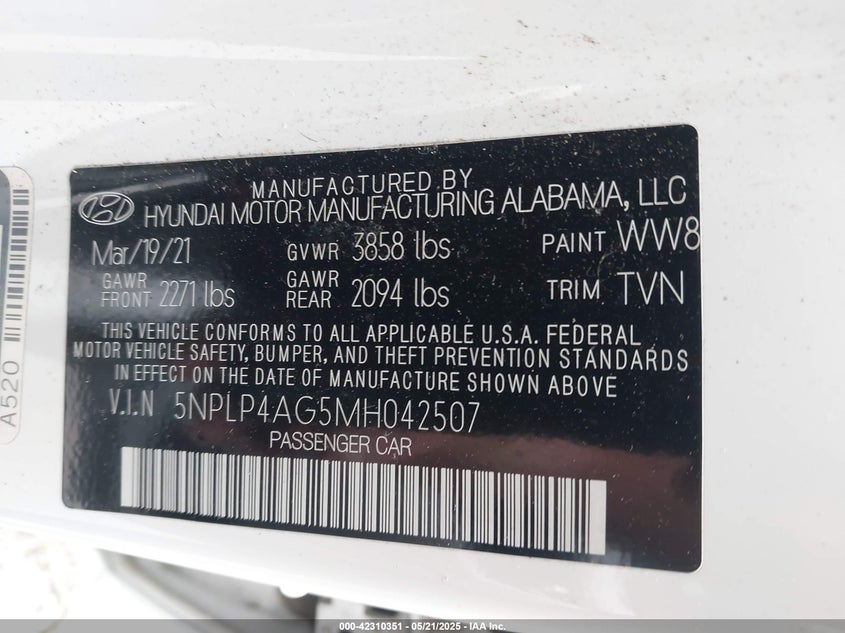 MANUFACTURED BY
HYUNDAI MOTOR MANUFACTURING ALABAMA, LLC
Mar/19/21 GVWR 3858 lbs PAINT WW8
GAWR FRONT 2271 lbs GAWR REAR 2094 lbs TRIM TVN
THIS VEHICLE CONFORMS TO ALL APPLICABLE U.S.A. FEDERAL
MOTOR VEHICLE SAFETY, BUMPER, AND THEFT PREVENTION STANDARDS
IN EFFECT ON THE DATE OF MANUFACTURE SHOWN ABOVE
V.I.N 5NPLP4AG5MH042507
PASSENGER CAR
A520
000-42310351 - 05/21/2025 - IAA Inc.